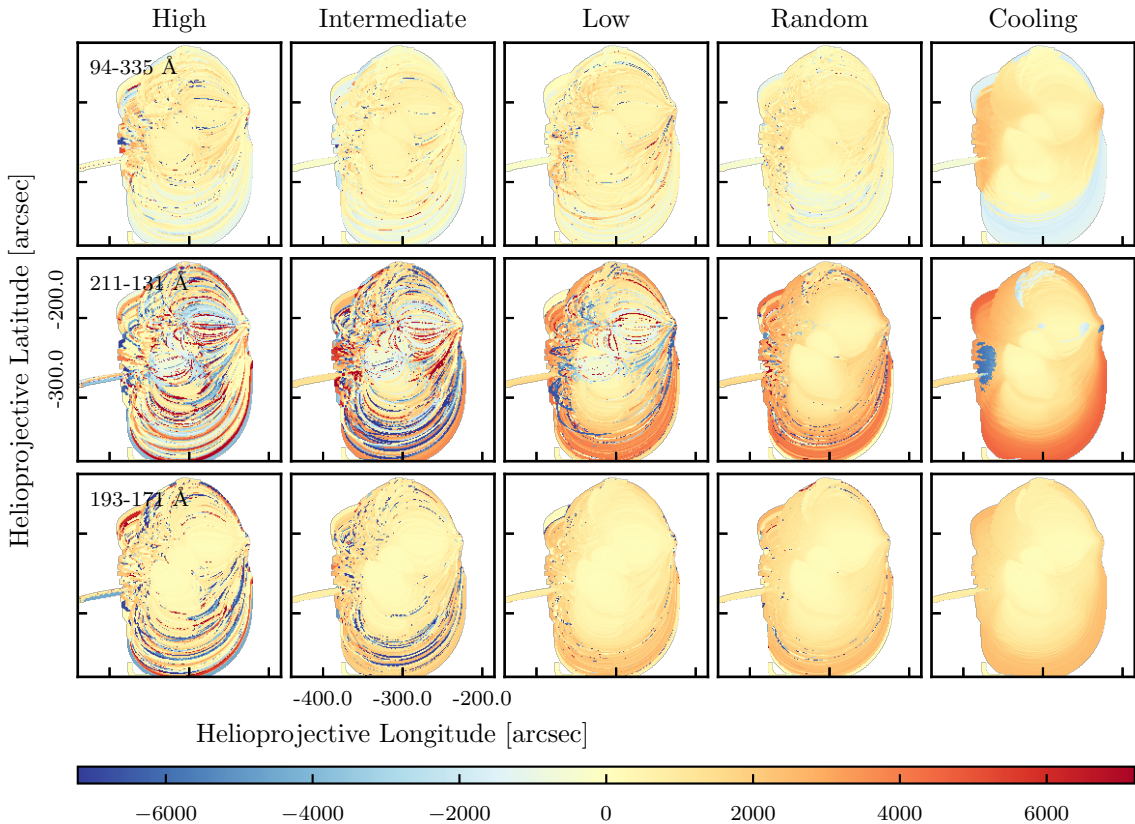 High Intermediate Low Random Cooling
94-335 Å
Helioprojective Latitude [arcsec]
-200.0
-300.0
211-131 Å
193-171 Å
-400.0 -300.0 -200.0
Helioprojective Longitude [arcsec]
−6000 −4000 −2000 0 2000 4000 6000